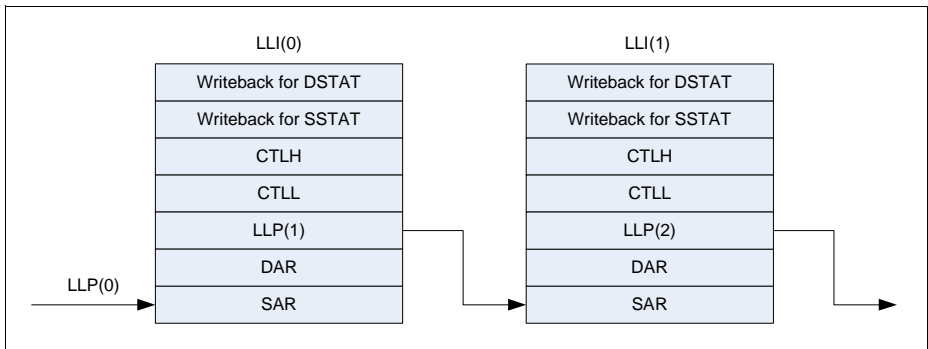 LLI(0)
Writeback for DSTAT
Writeback for SSTAT
CTLH
CTLL
LLP(1)
DAR
SAR
LLP(0)
LLI(1)
Writeback for DSTAT
Writeback for SSTAT
CTLH
CTLL
LLP(2)
DAR
SAR